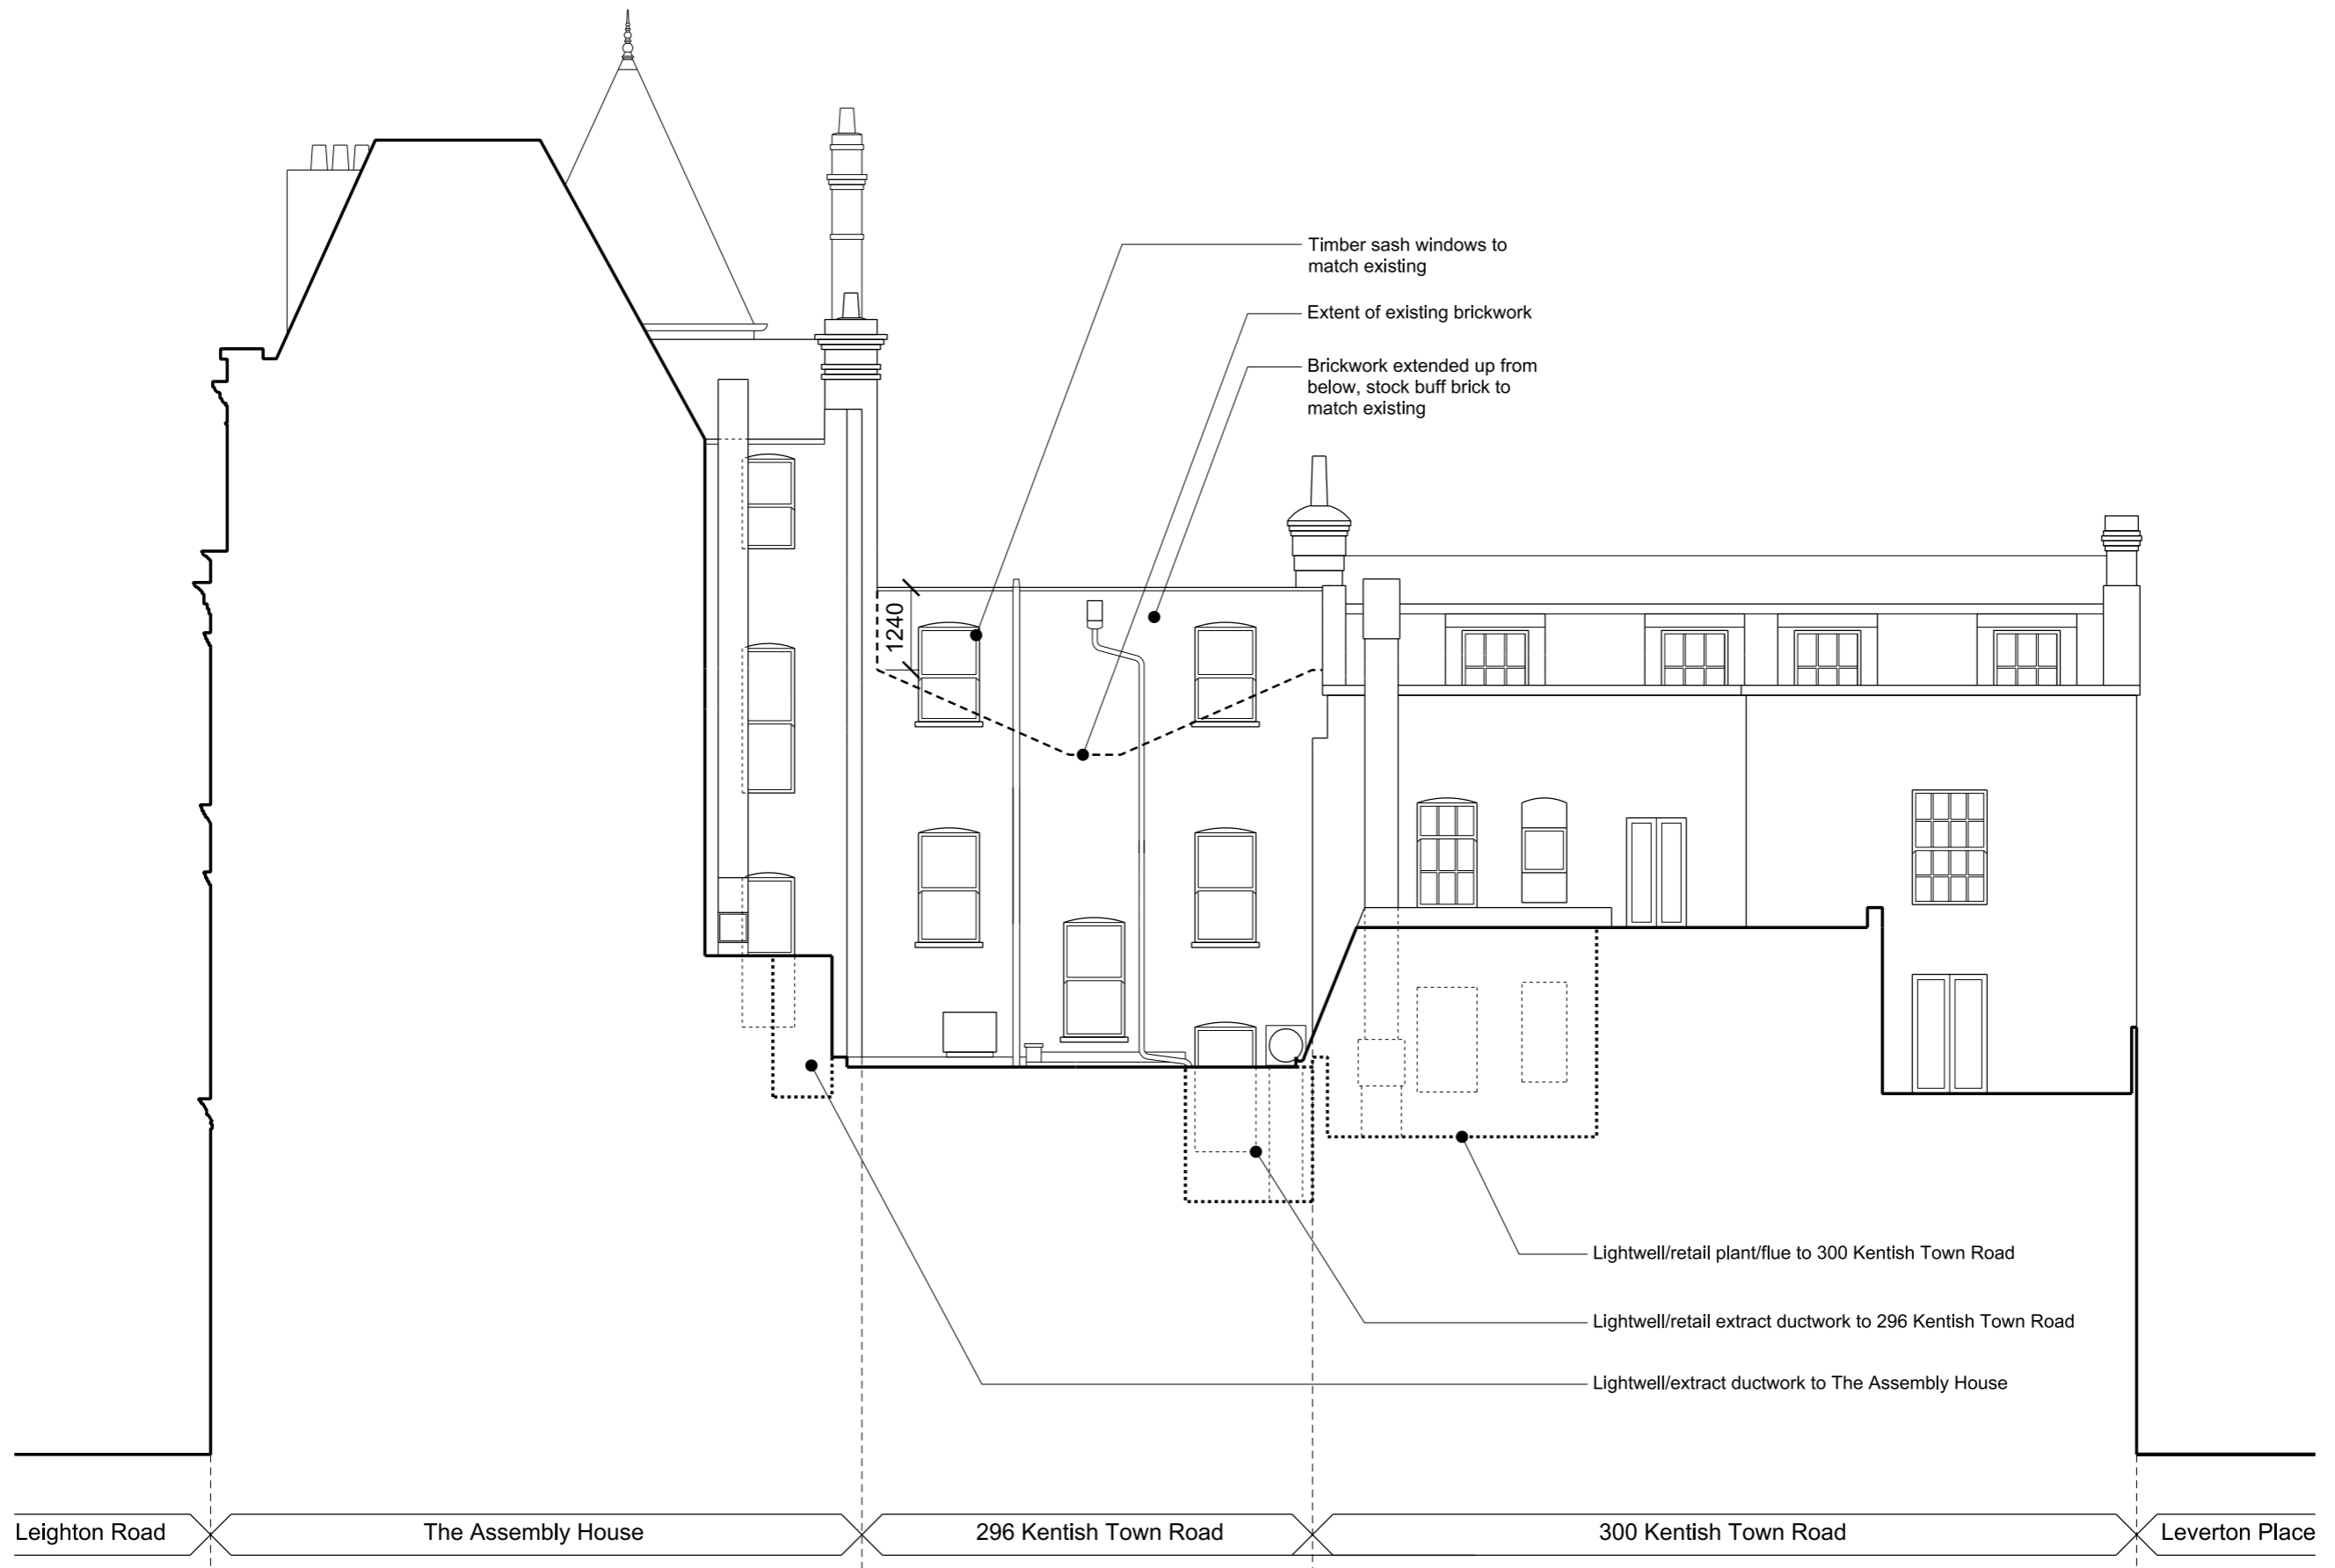 Timber sash windows to
match existing
Extent of existing brickwork
Brickwork extended up from
below, stock buff brick to
match existing
1240
Lightwell/retail plant/flue to 300 Kentish Town Road
Lightwell/retail extract ductwork to 296 Kentish Town Road
Lightwell/extract ductwork to The Assembly House
Leighton Road
The Assembly House
296 Kentish Town Road
300 Kentish Town Road
Leverton Place